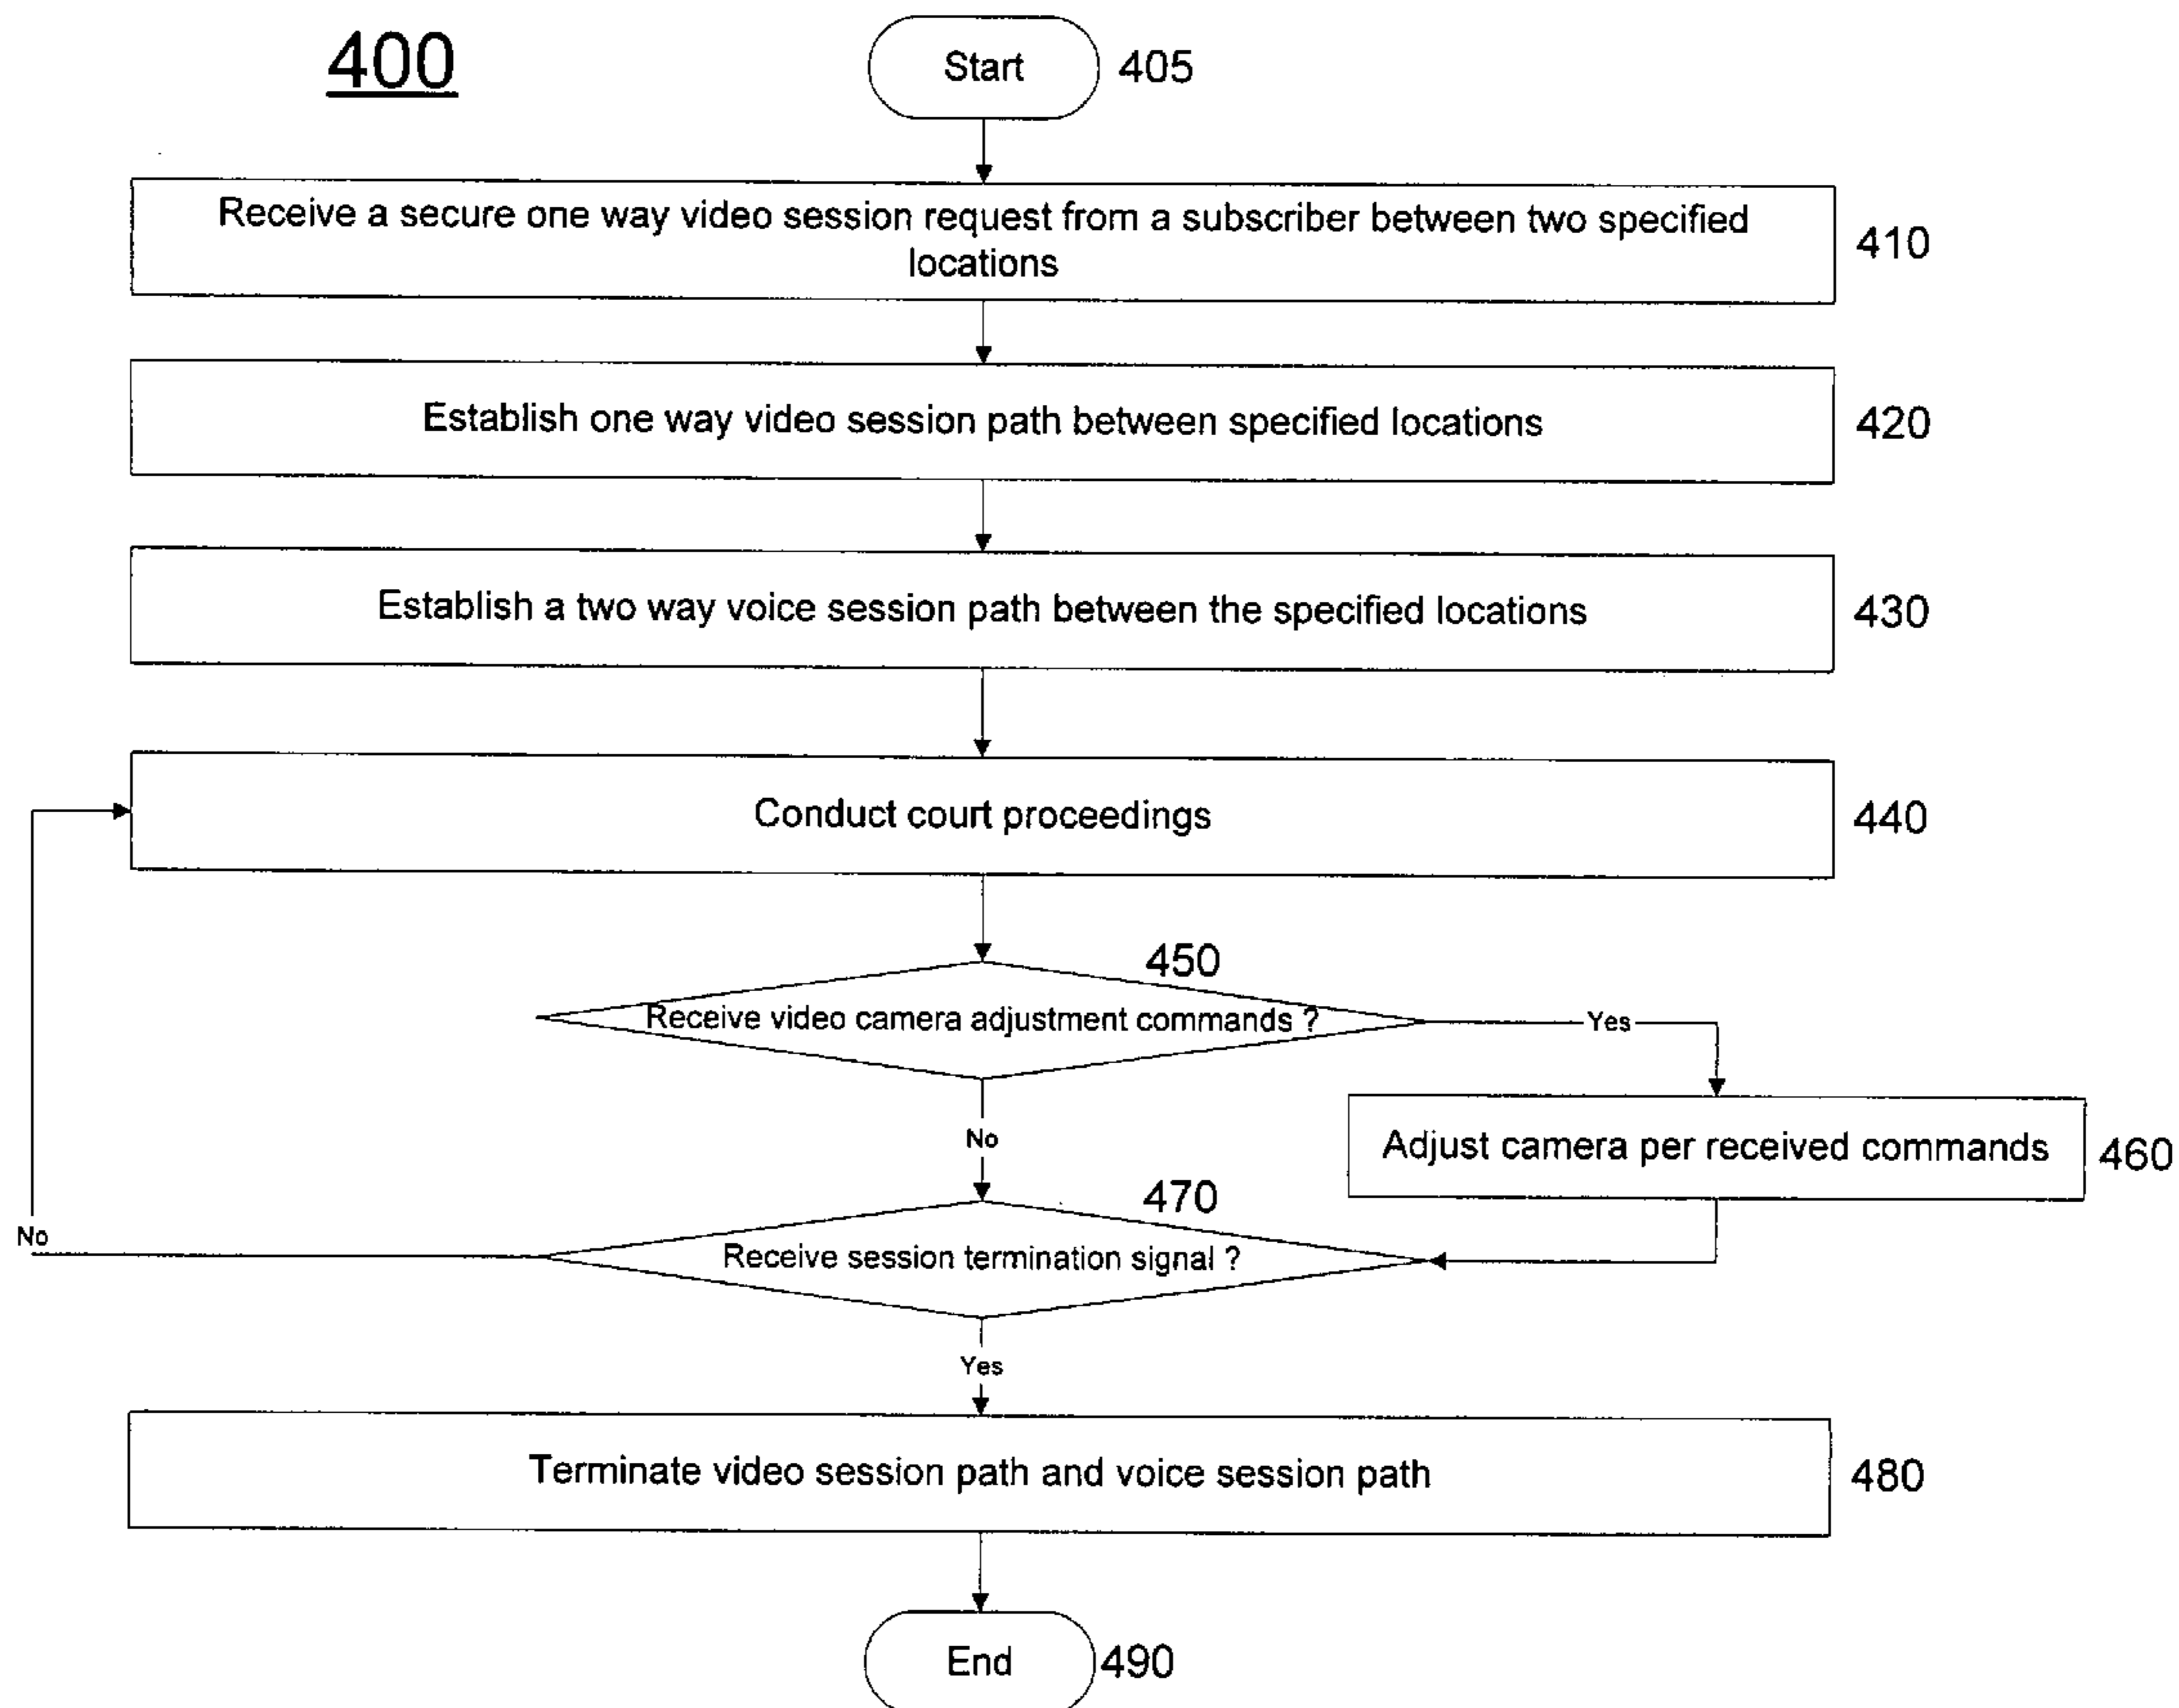 400
Start
405
Receive a secure one way video session request from a subscriber between two specified
locations
410
Establish one way video session path between specified locations
420
Establish a two way voice session path between the specified locations
430
Conduct court proceedings
440
450
Receive video camera adjustment commands ?
Yes
No
Adjust camera per received commands
460
470
No
Receive session termination signal ?
Yes
Terminate video session path and voice session path
480
End
490